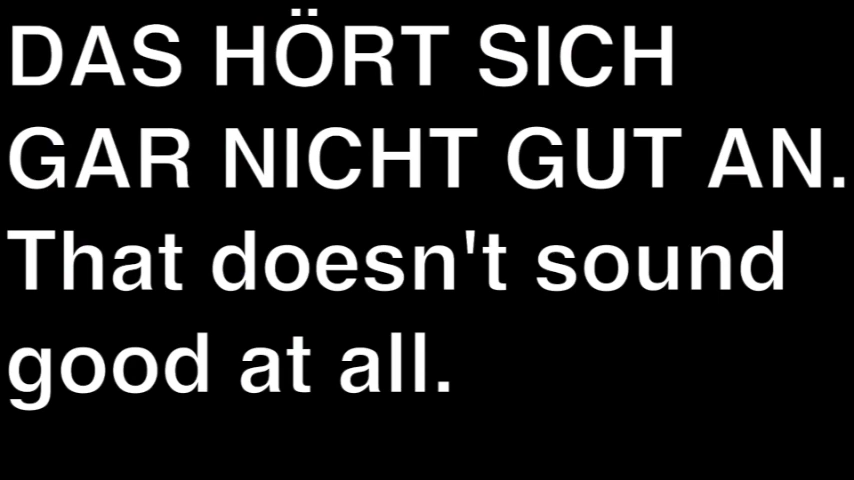 DAS HÖRT SICH
GAR NICHT GUT AN.
That doesn't sound
good at all.